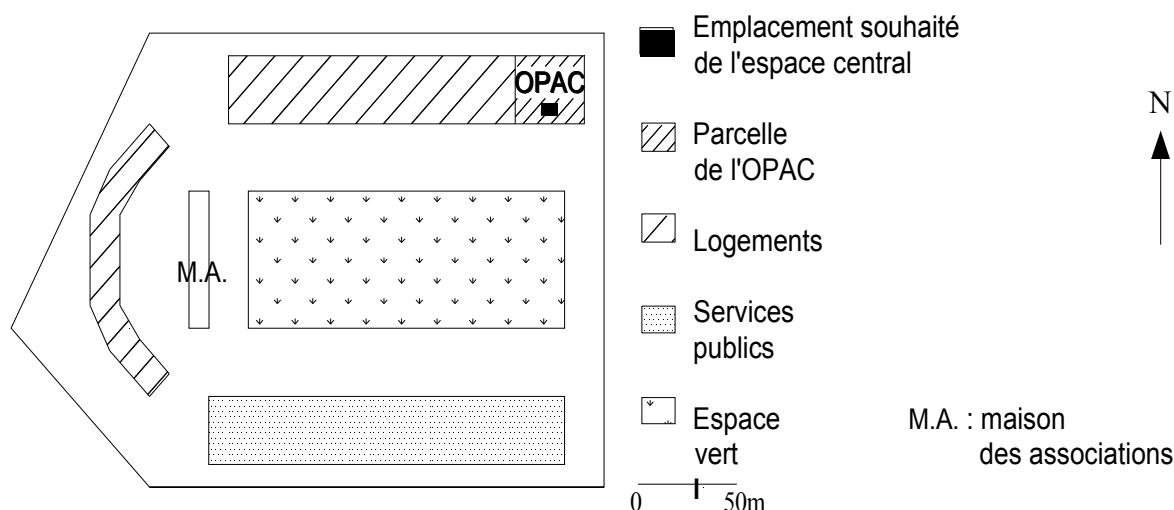 OPAC
M.A.
Emplacement souhaité
de l'espace central
Parcelle
de l'OPAC
Logements
Services
publics
Espace
vert
0 50m
N
M.A. : maison
des associations